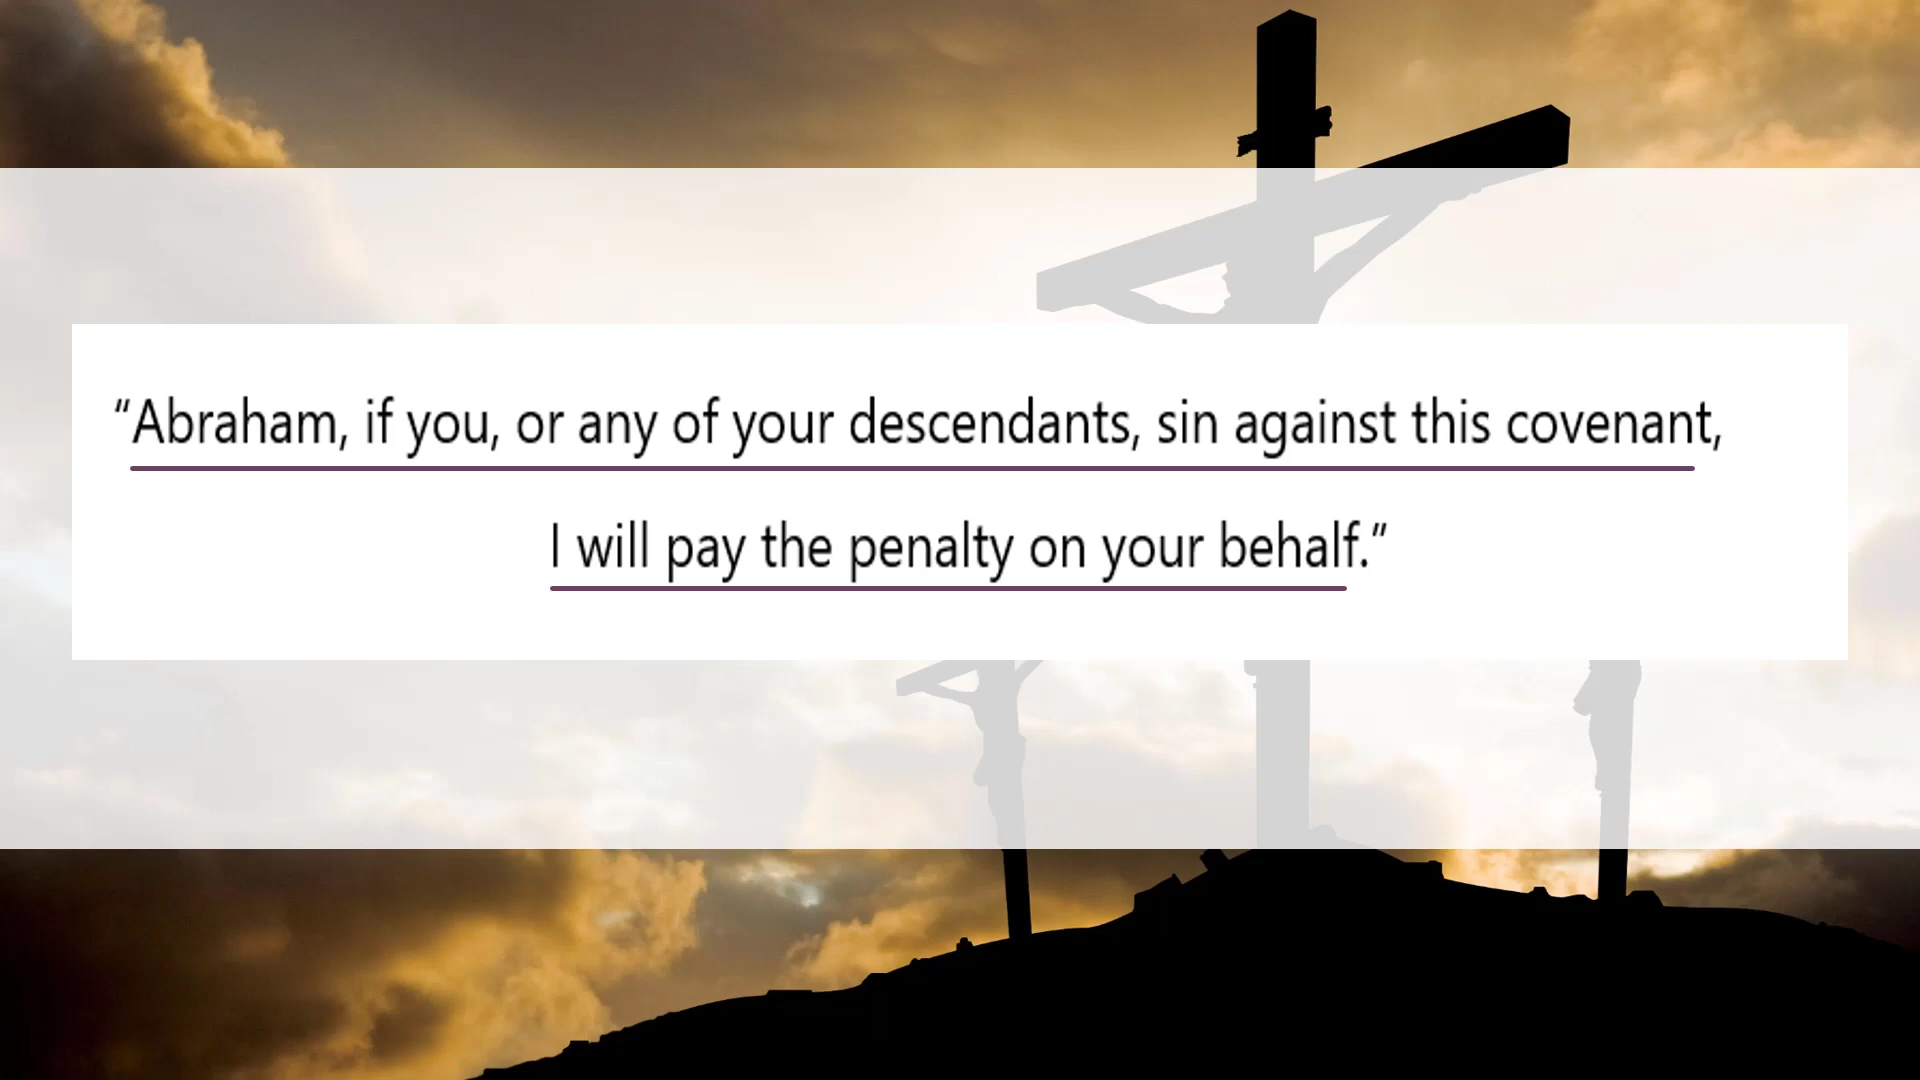 “Abraham, if you, or any of your descendants, sin against this covenant,
I will pay the penalty on your behalf.”